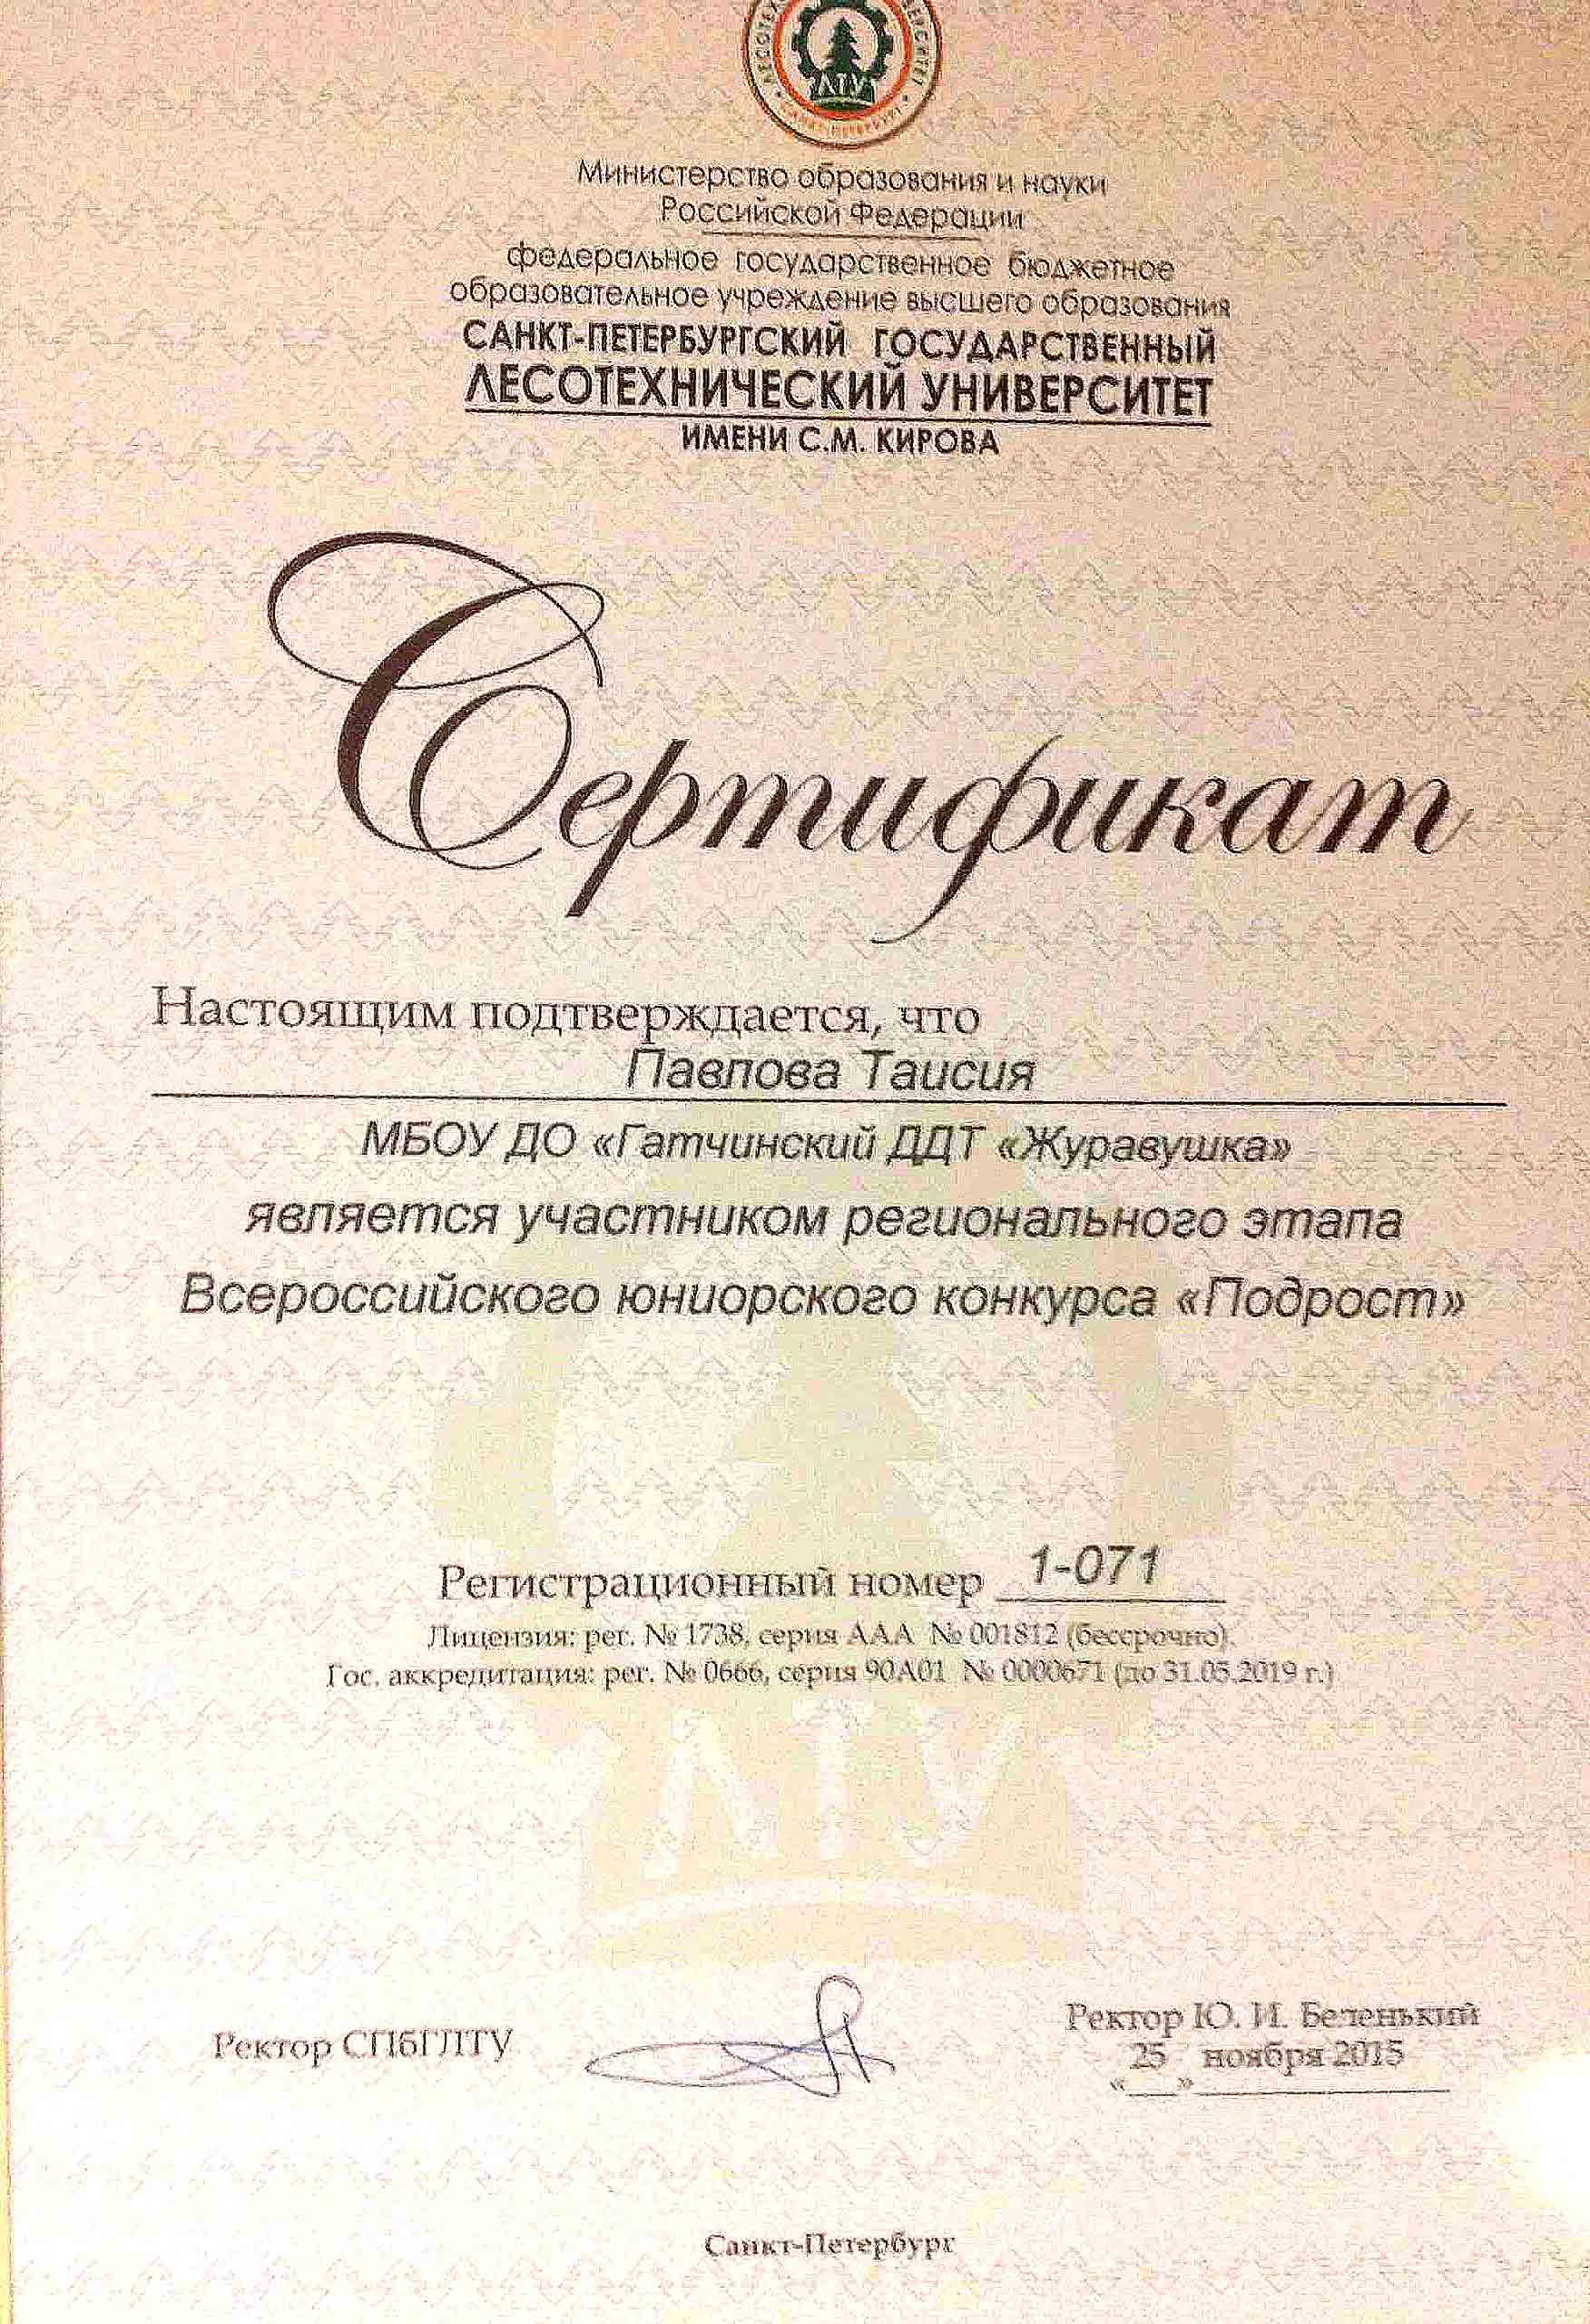 ЛГУ
Министерство образования и науки
Российской Федерации
федеральное государственное бюджетное
образовательное учреждение высшего образования
САНКТ-ПЕТЕРБУРГСКИЙ ГОСУДАРСТВЕННЫЙ
ЛЕСОТЕХНИЧЕСКИЙ УНИВЕРСИТЕТ
ИМЕНИ С.М. КИРОВА
Сертификат
Настоящим подтверждается, что
Павлова Таисия
МБОУ ДО «Гатчинский ДДТ «Журавушка»
является участником регионального этапа
Всероссийского юниорского конкурса «Подрост»
Регистрационный номер 1-071
Лицензия: рег. № 1738, серия ААА № 001812 (бессрочно).
Гос. аккредитация: рег. № 0666, серия 90А01 № 0000671 (до 31.05.2019 г.)
ЛТУ
Ректор СПбГЛТУ
Ректор Ю. И. Беленький
25 ноября 2015
«___»
Санкт-Петербург